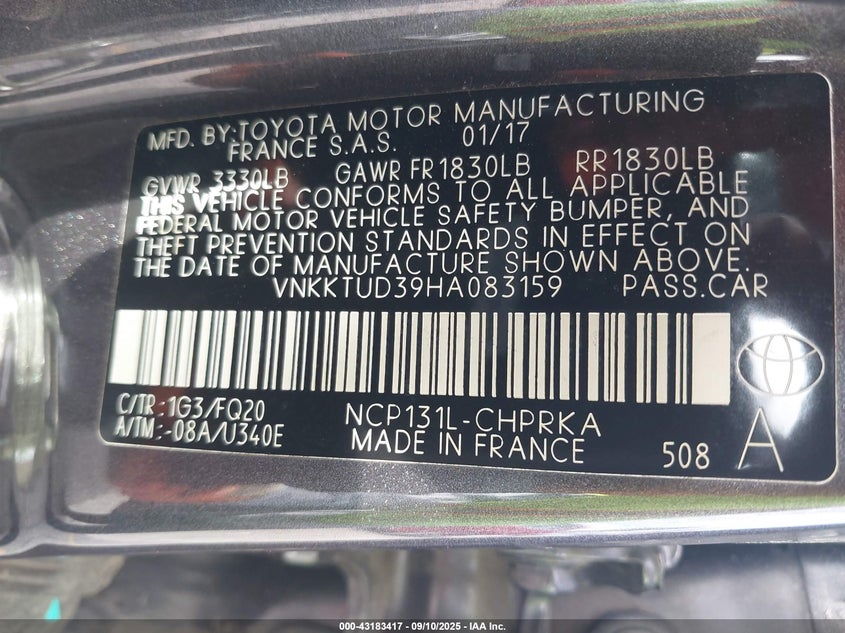 MFD. BY:TOYOTA MOTOR MANUFACTURING
FRANCE S.A.S. 01/17
GVWR 3330LB GAWR FR1830LB RR1830LB
THIS VEHICLE CONFORMS TO ALL APPLICABLE
FEDERAL MOTOR VEHICLE SAFETY BUMPER, AND
THEFT PREVENTION STANDARDS IN EFFECT ON
THE DATE OF MANUFACTURE SHOWN ABOVE.
VNKKTUD39HA083159 PASS.CAR
C/TR :1G3/FQ20 NCP131L-CHPRKA
A/TM :-08A/U340E MADE IN FRANCE 508 A
000-43183417 - 09/10/2025 - IAA, Inc.